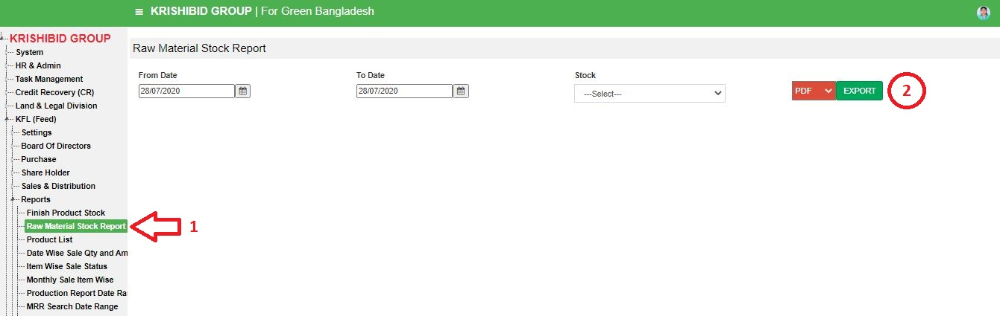 KRISHIBID GROUP | For Green Bangladesh
KRISHIBID GROUP
System
HR & Admin
Task Management
Credit Recovery (CR)
Land & Legal Division
KFL (Feed)
Settings
Board Of Directors
Purchase
Share Holder
Sales & Distribution
Reports
Finish Product Stock
Raw Material Stock Report
1
Product List
Date Wise Sale Qty and Am
Item Wise Sale Status
Monthly Sale Item Wise
Production Report Date Ra
MRR Search Date Range
Raw Material Stock Report
From Date
To Date
Stock
28/07/2020
28/07/2020
---Select---
PDF
EXPORT
2